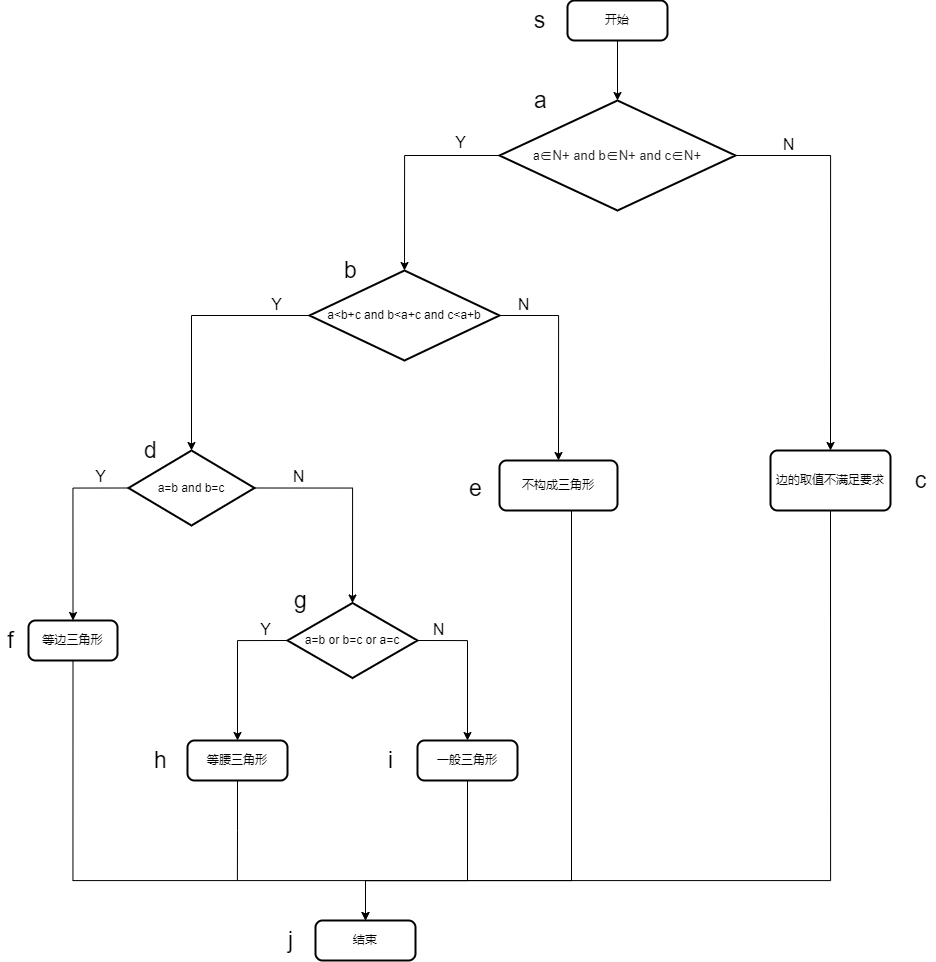 s
开始
a
Y
a∈N+ and b∈N+ and c∈N+
N
b
Y
a<b+c and b<a+c and c<a+b
N
d
Y
a=b and b=c
N
e
不构成三角形
边的取值不满足要求
c
g
f
等边三角形
Y
a=b or b=c or a=c
N
h
等腰三角形
i
一般三角形
j
结束